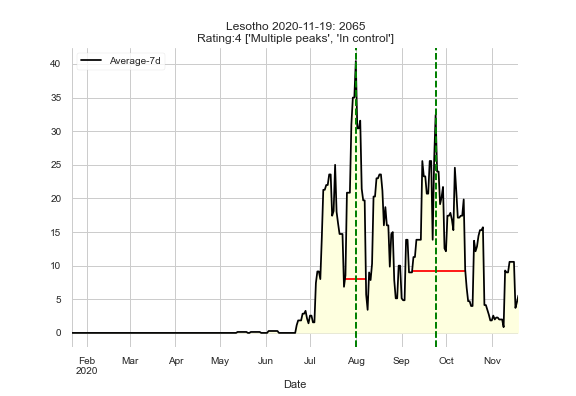 Lesotho 2020-11-19: 2065
Rating:4 ['Multiple peaks', 'In control']
Average-7d
40
35
30
25
20
15
10
5
0
Feb
2020
Mar
Apr
May
Jun
Jul
Aug
Sep
Oct
Nov
Date